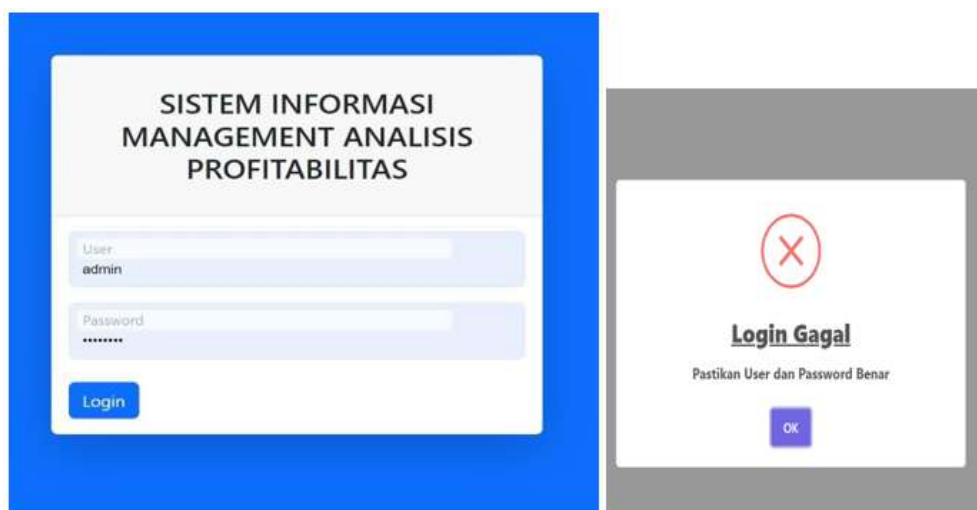 SISTEM INFORMASI
MANAGEMENT ANALISIS
PROFITABILITAS
User
admin
Password
••••••••
Login
Login Gagal
Pastikan User dan Password Benar
OK